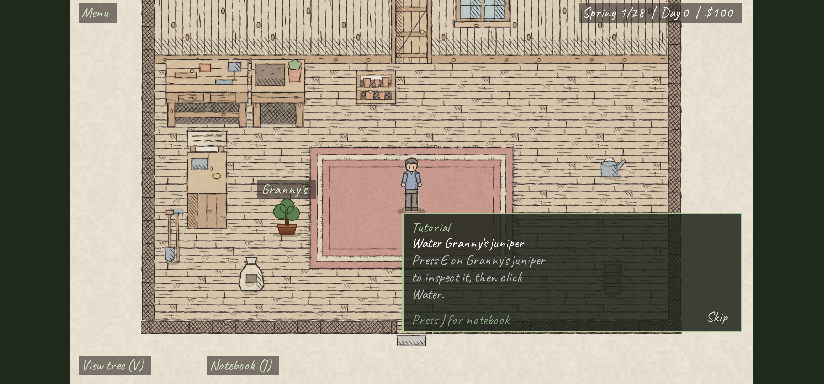 Menu
Spring 1/28 | Day 0 | $100
Granny's
Tutorial
Water Granny's juniper
Press E on Granny's juniper
to inspect it, then click
Water.
Press J for notebook
Skip
View tree (V)
Notebook (J)